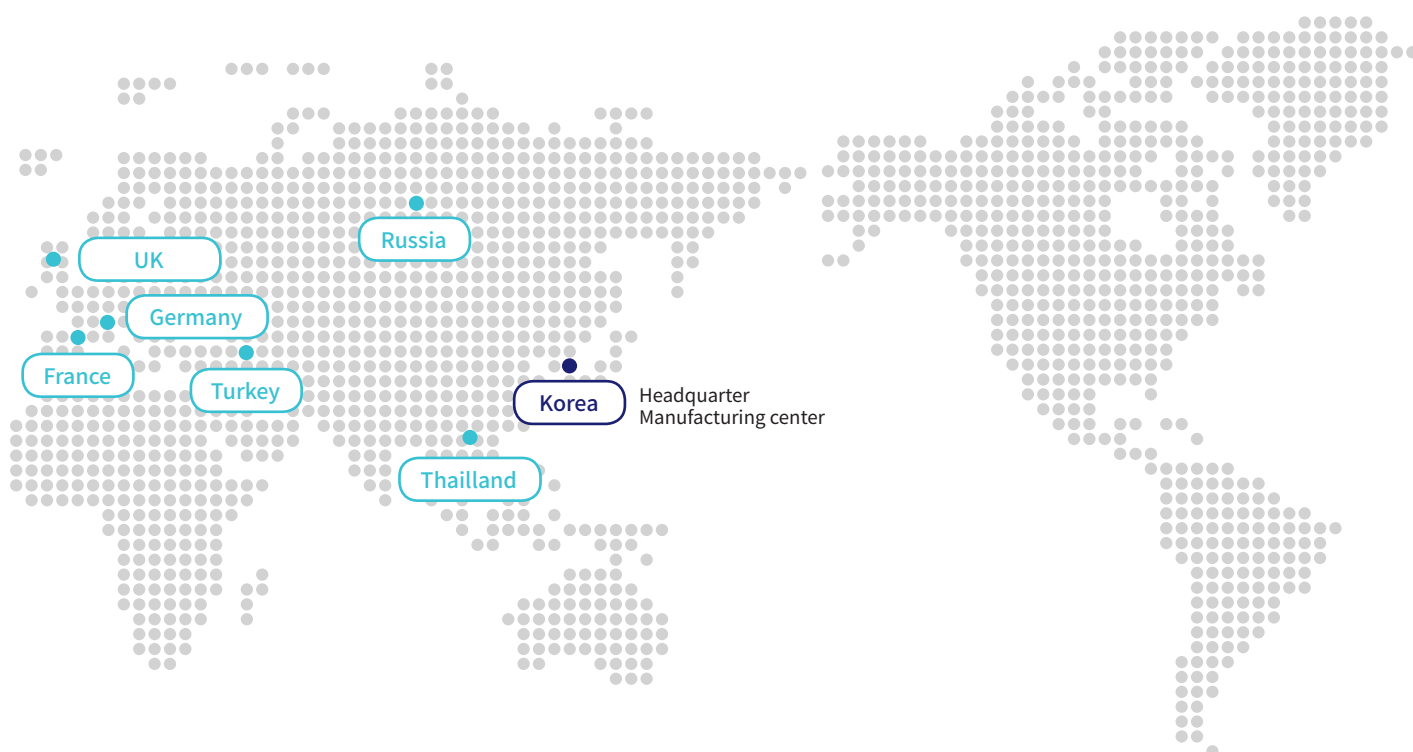 Russia
UK
Germany
France
Turkey
Korea
Headquarter
Manufacturing center
Thailland